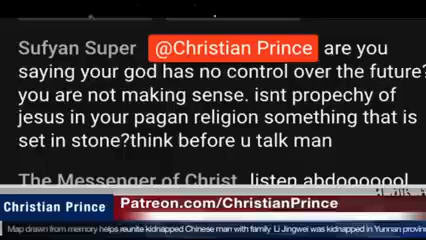 Sufyan Super @Christian Prince are you
saying your god has no control over the future?
you are not making sense. isnt propechy of
jesus in your pagan religion something that is
set in stone?think before u talk man
The Messenger of Christ. listen abdooooool
Christian Prince
Patreon.com/ChristianPrince
Map drawn from memory helps reunite kidnapped Chinese man with family Li Jingwei was kidnapped in Yunnan provin